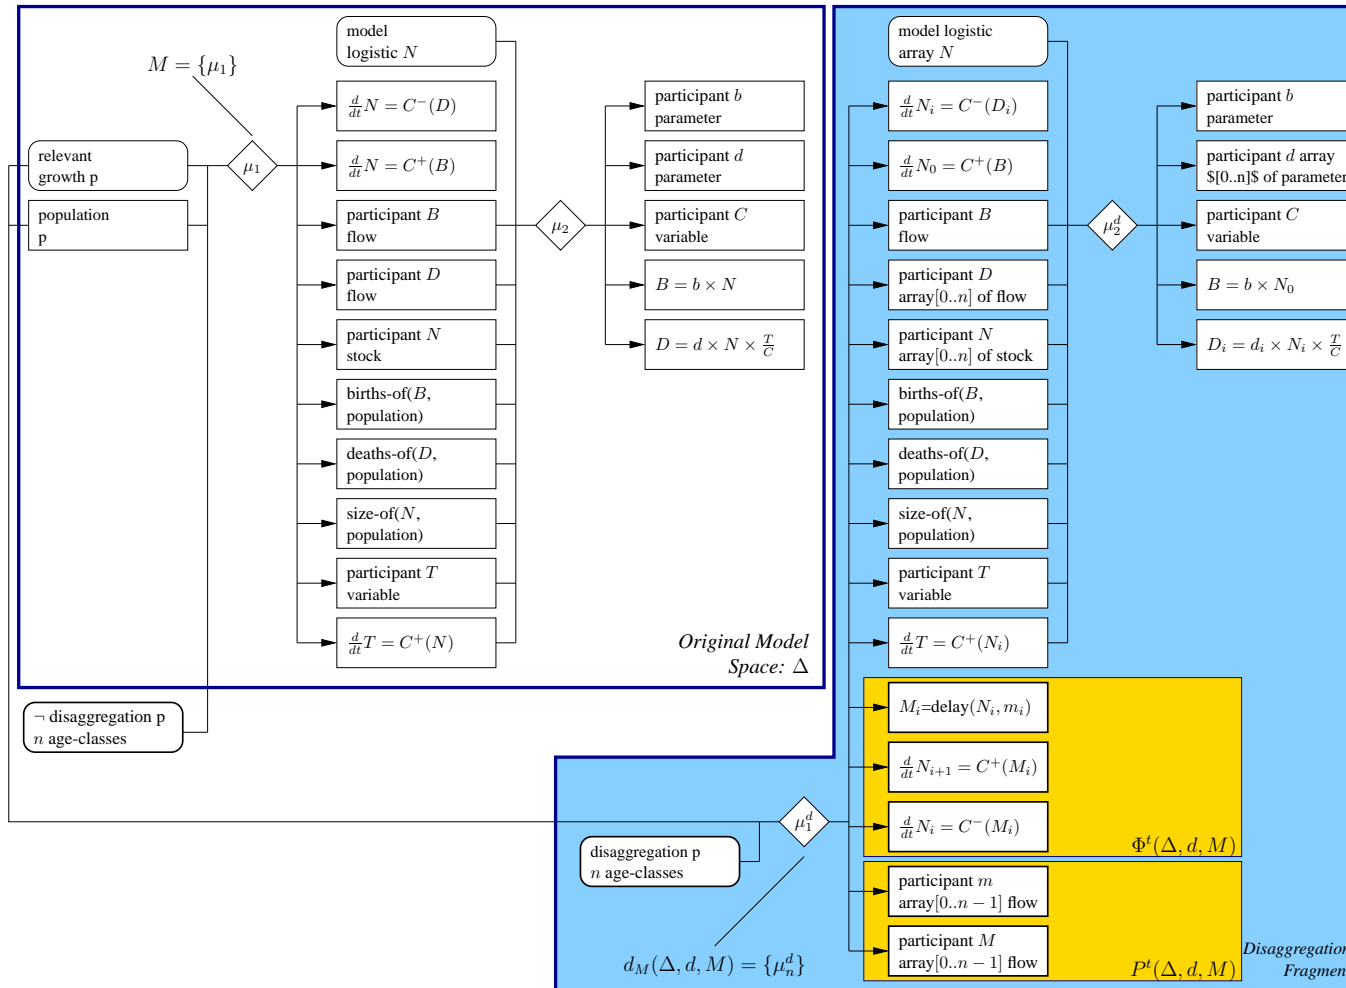 M = {μ₁}
relevant
growth p
population
p
μ₁
model
logistic N
d/dt N = C⁻(D)
d/dt N = C⁺(B)
participant B
flow
participant D
flow
participant N
stock
births-of(B,
population)
deaths-of(D,
population)
size-of(N,
population)
participant T
variable
d/dt T = C⁺(N)
μ₂
participant b
parameter
participant d
parameter
participant C
variable
B = b × N
D = d × N × T/C
Original Model
Space: Δ
¬ disaggregation p
n age-classes
model logistic
array N
d/dt Nᵢ = C⁻(Dᵢ)
d/dt N₀ = C⁺(B)
participant B
flow
participant D
array[0..n] of flow
participant N
array[0..n] of stock
births-of(B,
population)
deaths-of(D,
population)
size-of(N,
population)
participant T
variable
d/dt T = C⁺(Nᵢ)
μ₂ᵈ
participant b
parameter
participant d array
$[0..n]$ of parameter
participant C
variable
B = b × N₀
Dᵢ = dᵢ × Nᵢ × T/C
Mᵢ=delay(Nᵢ, mᵢ)
d/dt Nᵢ₊₁ = C⁺(Mᵢ)
d/dt Nᵢ = C⁻(Mᵢ)
Φᵗ(Δ, d, M)
μ₁ᵈ
disaggregation p
n age-classes
participant m
array[0..n − 1] flow
participant M
array[0..n − 1] flow
Pᵗ(Δ, d, M)
d_M(Δ, d, M) = {μₙᵈ}
Disaggregation
Fragmen